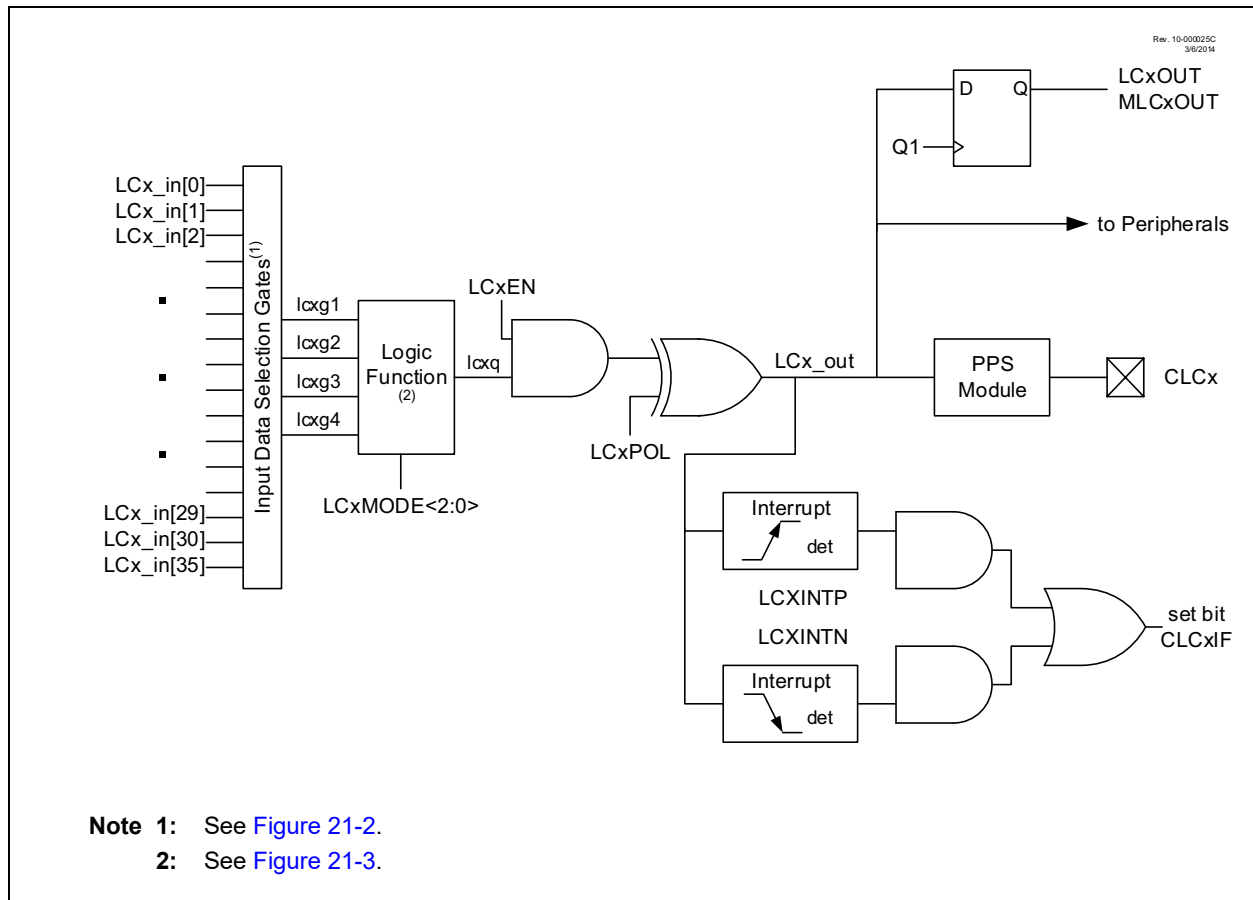 Rev. 10-000025C
3/6/2014
LCxOUT
MLCxOUT
D
Q
Q1
to Peripherals
LCx_in[0]
LCx_in[1]
LCx_in[2]
LCx_in[29]
LCx_in[30]
LCx_in[35]
Input Data Selection Gates(1)
lcxg1
lcxg2
lcxg3
lcxg4
Logic
Function
(2)
LCxMODE<2:0>
lcxq
LCxEN
LCxPOL
LCx_out
PPS
Module
CLCx
Interrupt
det
LCXINTP
LCXINTN
Interrupt
det
set bit
CLCxIF
Note 1: See Figure 21-2.
2: See Figure 21-3.